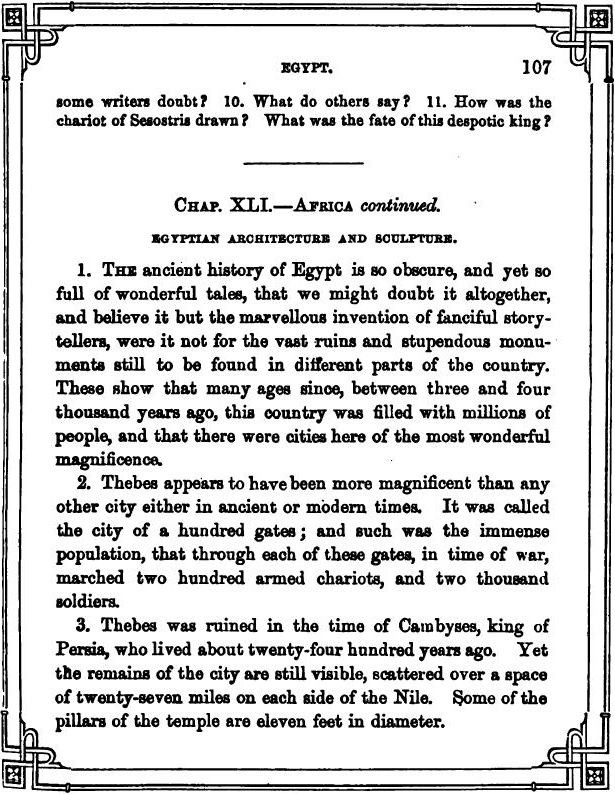 EGYPT. 107
some writers doubt? 10. What do others say? 11. How was the
chariot of Sesostris drawn? What was the fate of this despotic king?
CHAP. XLI.—AFRICA continued.
EGYPTIAN ARCHITECTURE AND SCULPTURE.
1. THE ancient history of Egypt is so obscure, and yet so
full of wonderful tales, that we might doubt it altogether,
and believe it but the marvellous invention of fanciful story-
tellers, were it not for the vast ruins and stupendous monu-
ments still to be found in different parts of the country.
These show that many ages since, between three and four
thousand years ago, this country was filled with millions of
people, and that there were cities here of the most wonderful
magnificence.
2. Thebes appears to have been more magnificent than any
other city either in ancient or modern times. It was called
the city of a hundred gates; and such was the immense
population, that through each of these gates, in time of war,
marched two hundred armed chariots, and two thousand
soldiers.
3. Thebes was ruined in the time of Cambyses, king of
Persia, who lived about twenty-four hundred years ago. Yet
the remains of the city are still visible, scattered over a space
of twenty-seven miles on each side of the Nile. Some of the
pillars of the temple are eleven feet in diameter.